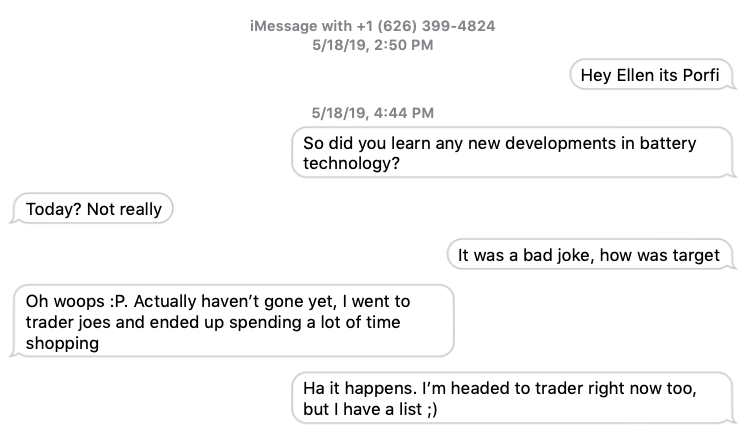 iMessage with +1 (626) 399-4824
5/18/19, 2:50 PM
Hey Ellen its Porfi
5/18/19, 4:44 PM
So did you learn any new developments in battery
technology?
Today? Not really
It was a bad joke, how was target
Oh woops :P. Actually haven’t gone yet, I went to
trader joes and ended up spending a lot of time
shopping
Ha it happens. I’m headed to trader right now too,
but I have a list ;)